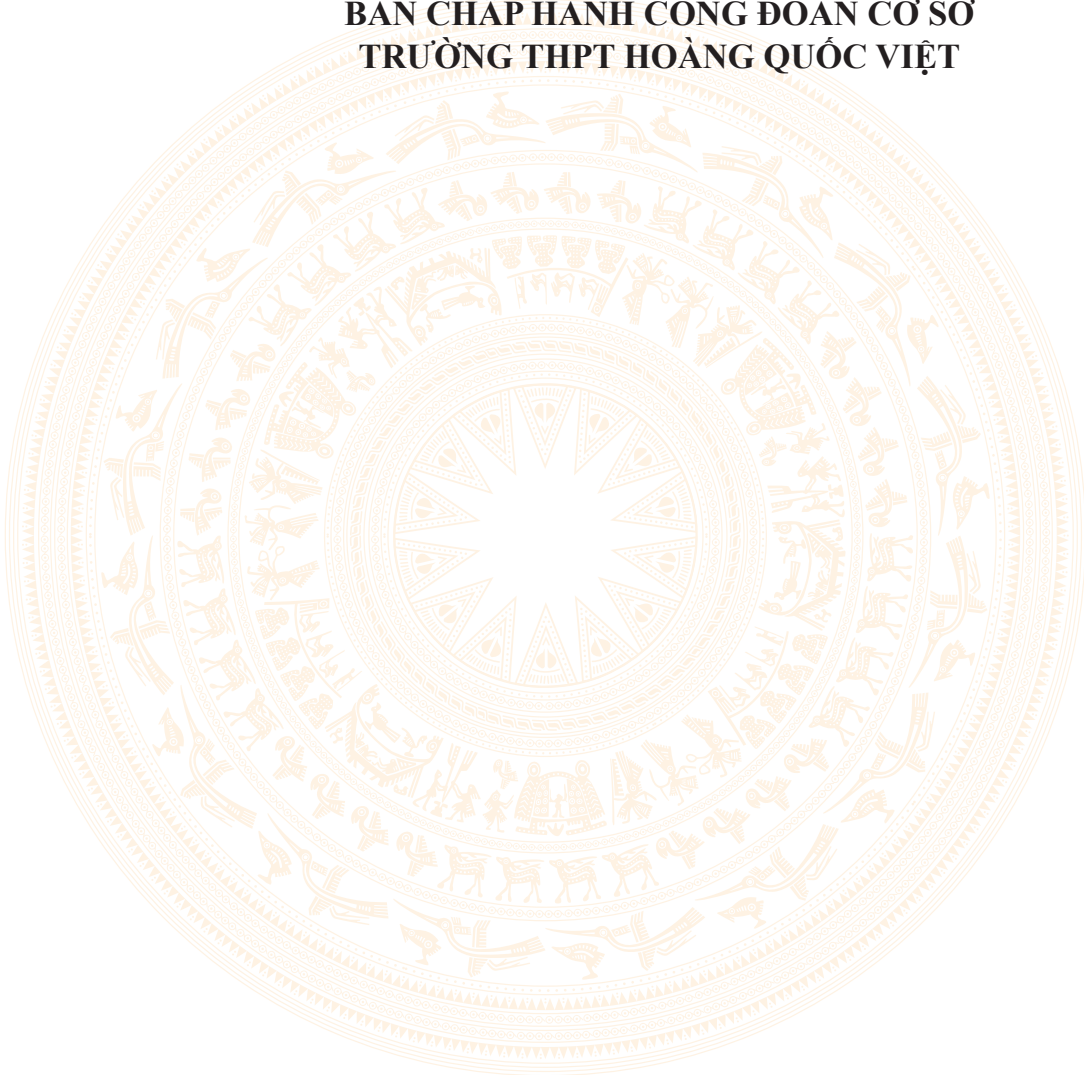 BAN CHẤP HÀNH CÔNG ĐOÀN CƠ SỞ
TRƯỜNG THPT HOÀNG QUỐC VIỆT